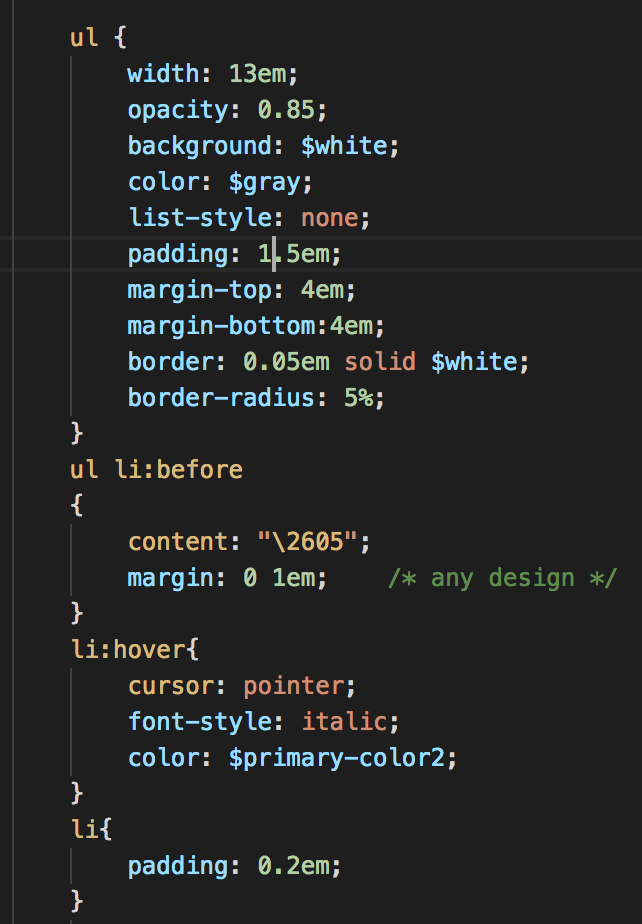 ul {
    width: 13em;
    opacity: 0.85;
    background: $white;
    color: $gray;
    list-style: none;
    padding: 1.5em;
    margin-top: 4em;
    margin-bottom:4em;
    border: 0.05em solid $white;
    border-radius: 5%;
}
ul li:before
{
    content: "\2605";
    margin: 0 1em;    /* any design */
}
li:hover{
    cursor: pointer;
    font-style: italic;
    color: $primary-color2;
}
li{
    padding: 0.2em;
}